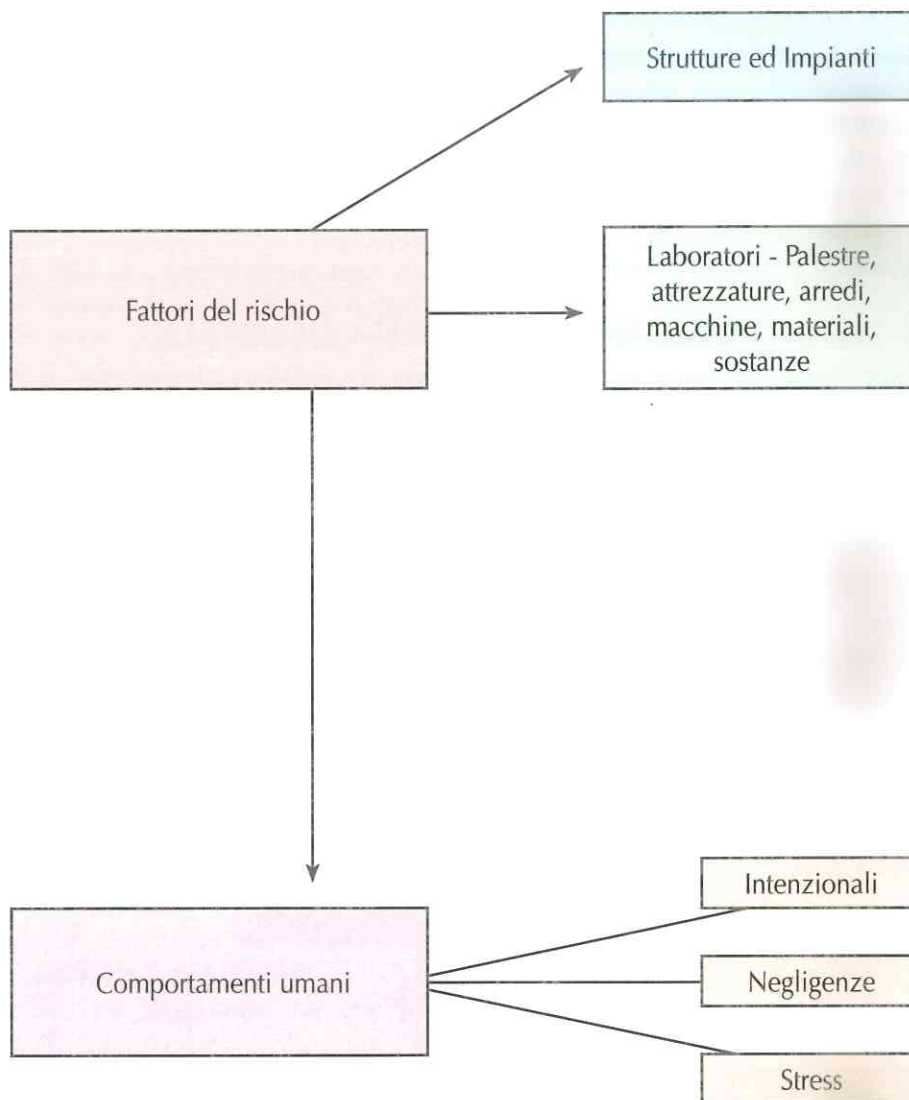 Strutture ed Impianti
Fattori del rischio
Laboratori - Palestre,
attrezzature, arredi,
macchine, materiali,
sostanze
Comportamenti umani
Intenzionali
Negligenze
Stress